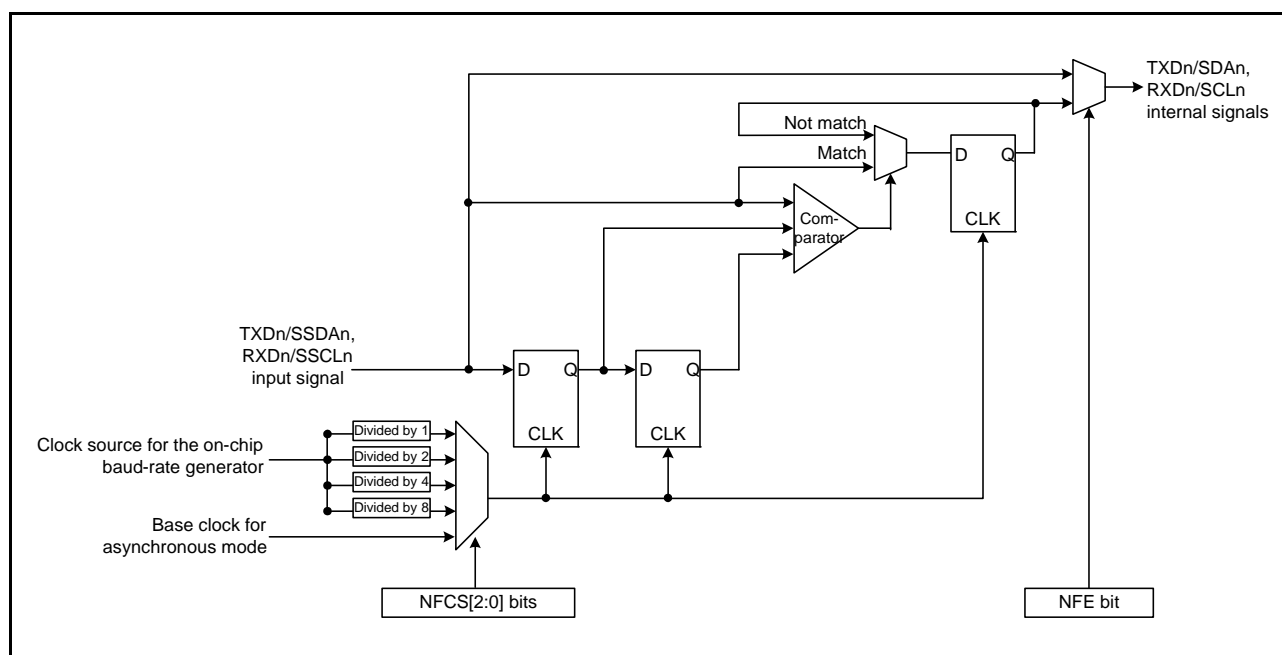 TXDn/SDAn,
RXDn/SCLn
internal signals
Not match
Match
D
Q
CLK
Com-
parator
TXDn/SSDAn,
RXDn/SSCLn
input signal
D
Q
CLK
D
Q
CLK
Clock source for the on-chip
baud-rate generator
Divided by 1
Divided by 2
Divided by 4
Divided by 8
Base clock for
asynchronous mode
NFCS[2:0] bits
NFE bit